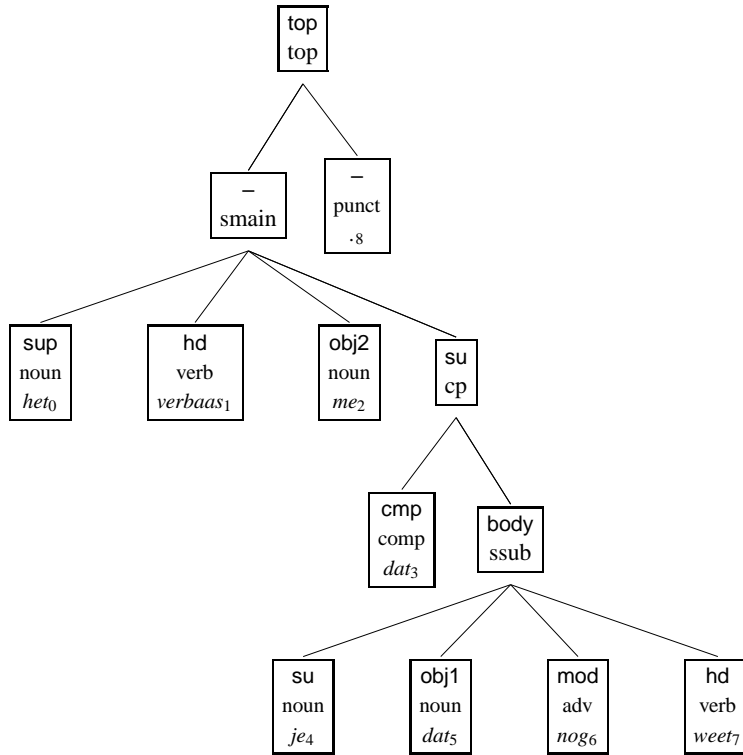 top
top
–
smain
–
punct
.8
sup
noun
het0
hd
verb
verbaas1
obj2
noun
me2
su
cp
cmp
comp
dat3
body
ssub
su
noun
je4
obj1
noun
dat5
mod
adv
nog6
hd
verb
weet7